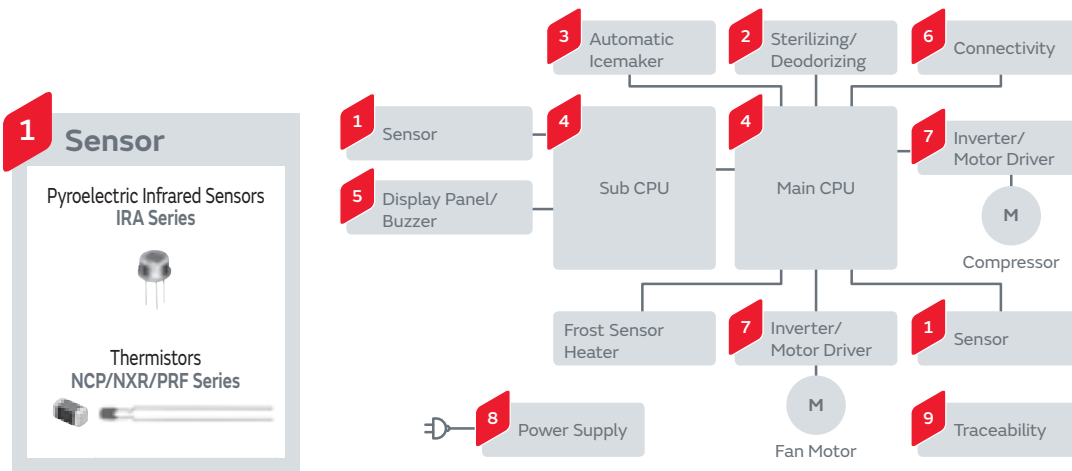 1
Sensor
Pyroelectric Infrared Sensors
IRA Series
Thermistors
NCP/NXR/PRF Series
3
Automatic
Icemaker
2
Sterilizing/
Deodorizing
6
Connectivity
1
Sensor
5
Display Panel/
Buzzer
4
Sub CPU
4
Main CPU
7
Inverter/
Motor Driver
M
Compressor
Frost Sensor
Heater
7
Inverter/
Motor Driver
M
Fan Motor
1
Sensor
8
Power Supply
9
Traceability